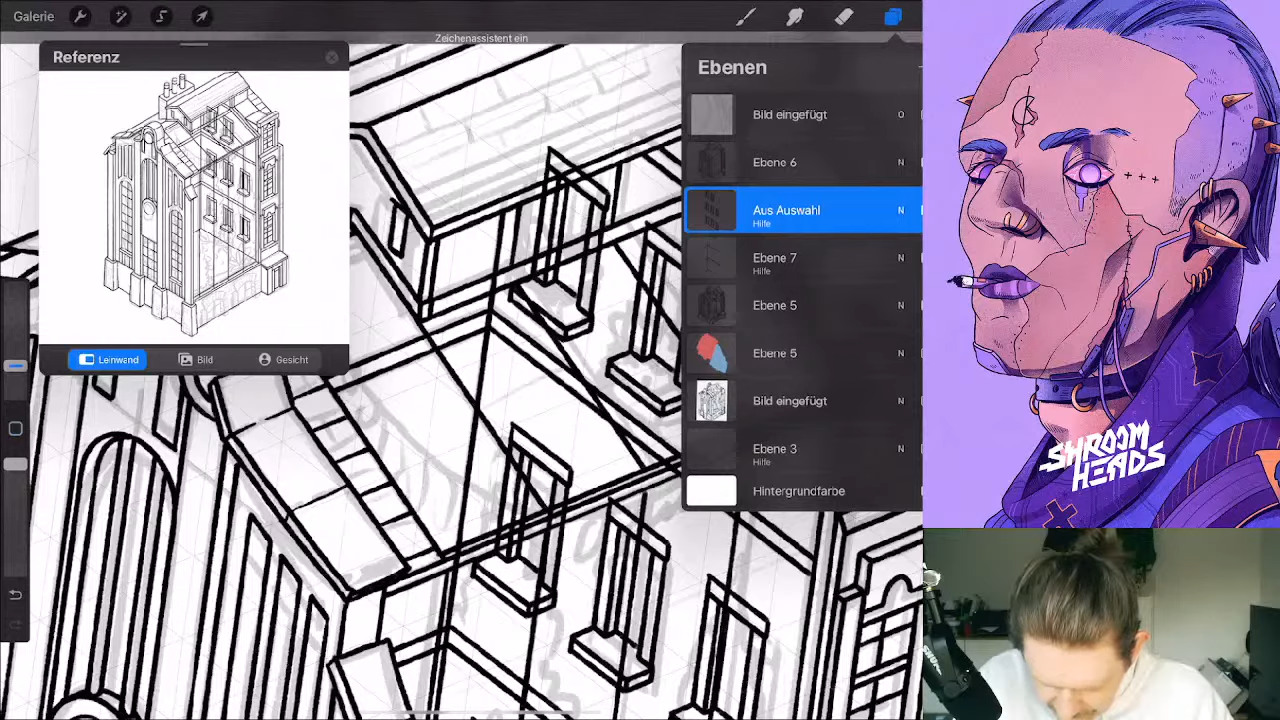 Galerie
Zeichenassistent ein
Referenz
Leinwand
Bild
Gesicht
Ebenen
Bild eingefügt
O
Ebene 6
N
Aus Auswahl
N
Hilfe
Ebene 7
N
Hilfe
Ebene 5
N
Ebene 5
N
Bild eingefügt
N
Ebene 3
N
Hilfe
Hintergrundfarbe
SHROOM
HEADS